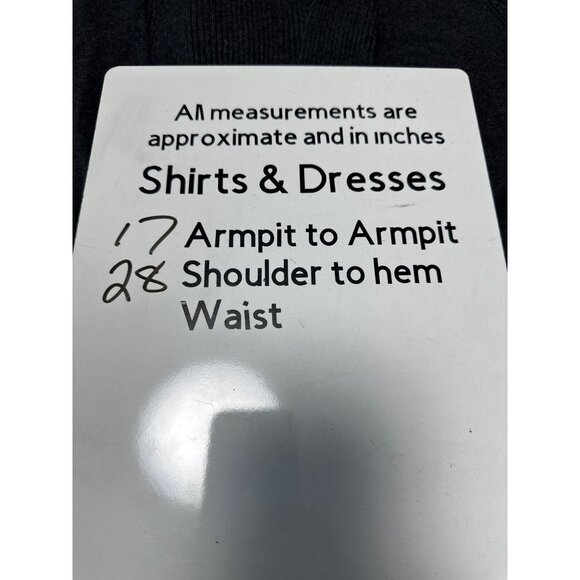 All measurements are
approximate and in inches
Shirts & Dresses
17 Armpit to Armpit
28 Shoulder to hem
Waist